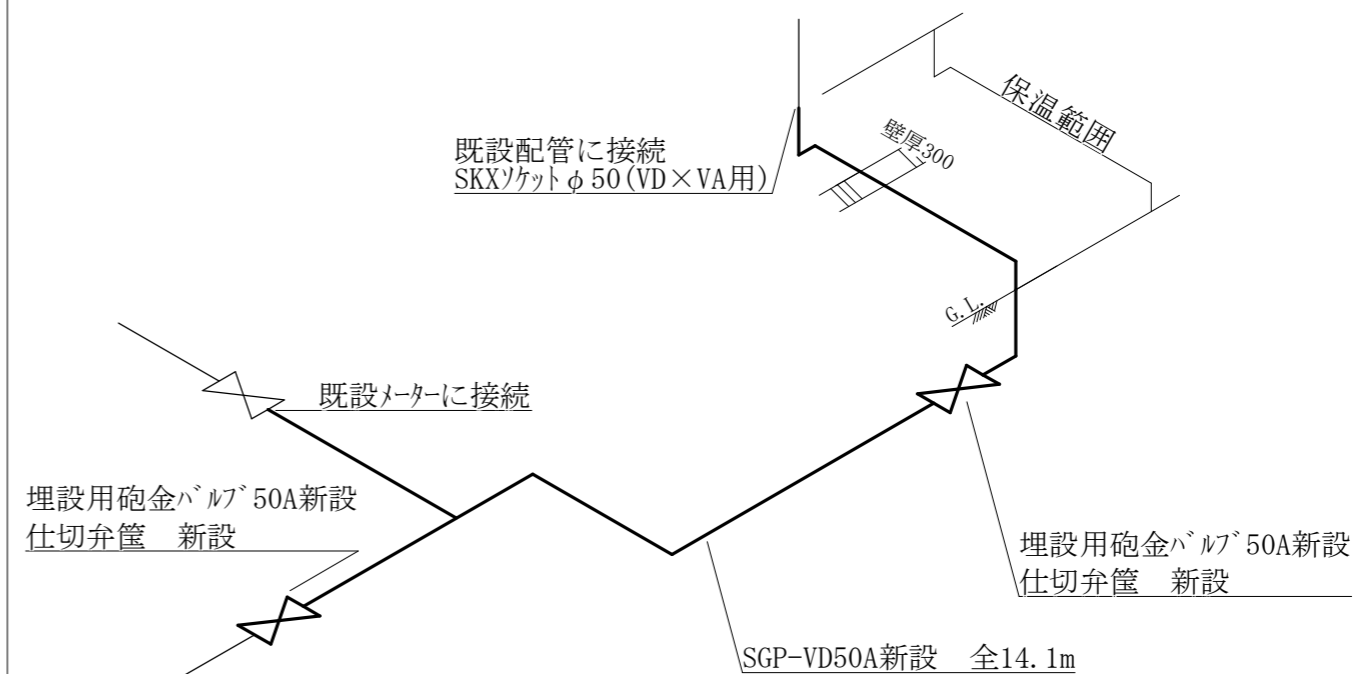 保温範囲
壁厚300
既設配管に接続
SKXｿｹｯﾄφ50(VD×VA用)
G.L.
既設ﾒｰﾀｰに接続
埋設用砲金ﾊﾞﾙﾌﾞ50A新設
仕切弁筺　新設
埋設用砲金ﾊﾞﾙﾌﾞ50A新設
仕切弁筺　新設
SGP-VD50A新設　全14.1m